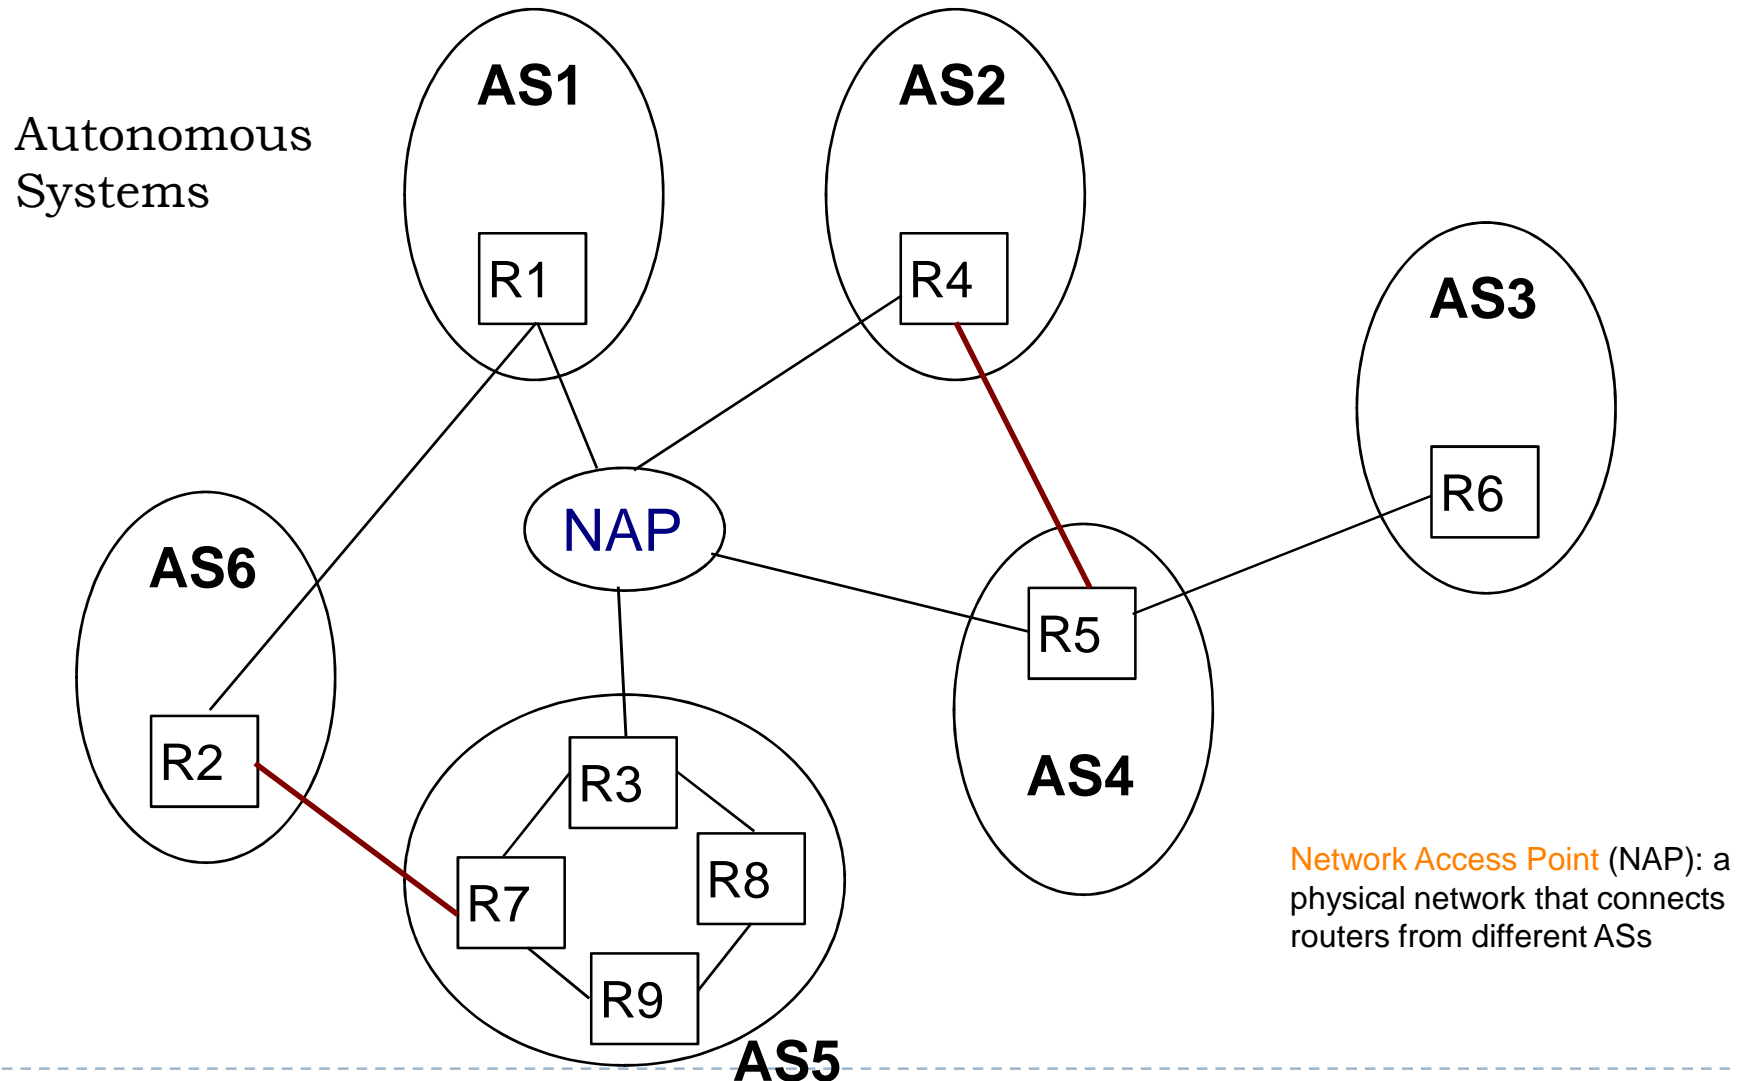 AS1
AS2
Autonomous
Systems
R1
R4
AS3
R6
NAP
AS6
R5
R2
R3
AS4
R8
R7
R9
AS5
Network Access Point (NAP): a
physical network that connects
routers from different ASs